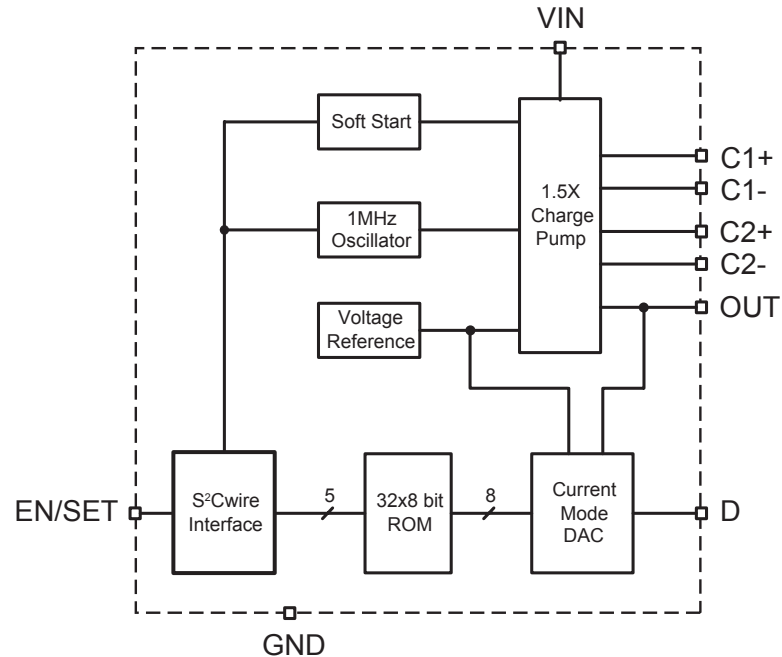 VIN
Soft Start
1.5X
Charge
Pump
C1+
C1-
1MHz
Oscillator
C2+
C2-
Voltage
Reference
OUT
EN/SET
S²Cwire
Interface
5
32x8 bit
ROM
8
Current
Mode
DAC
D
GND